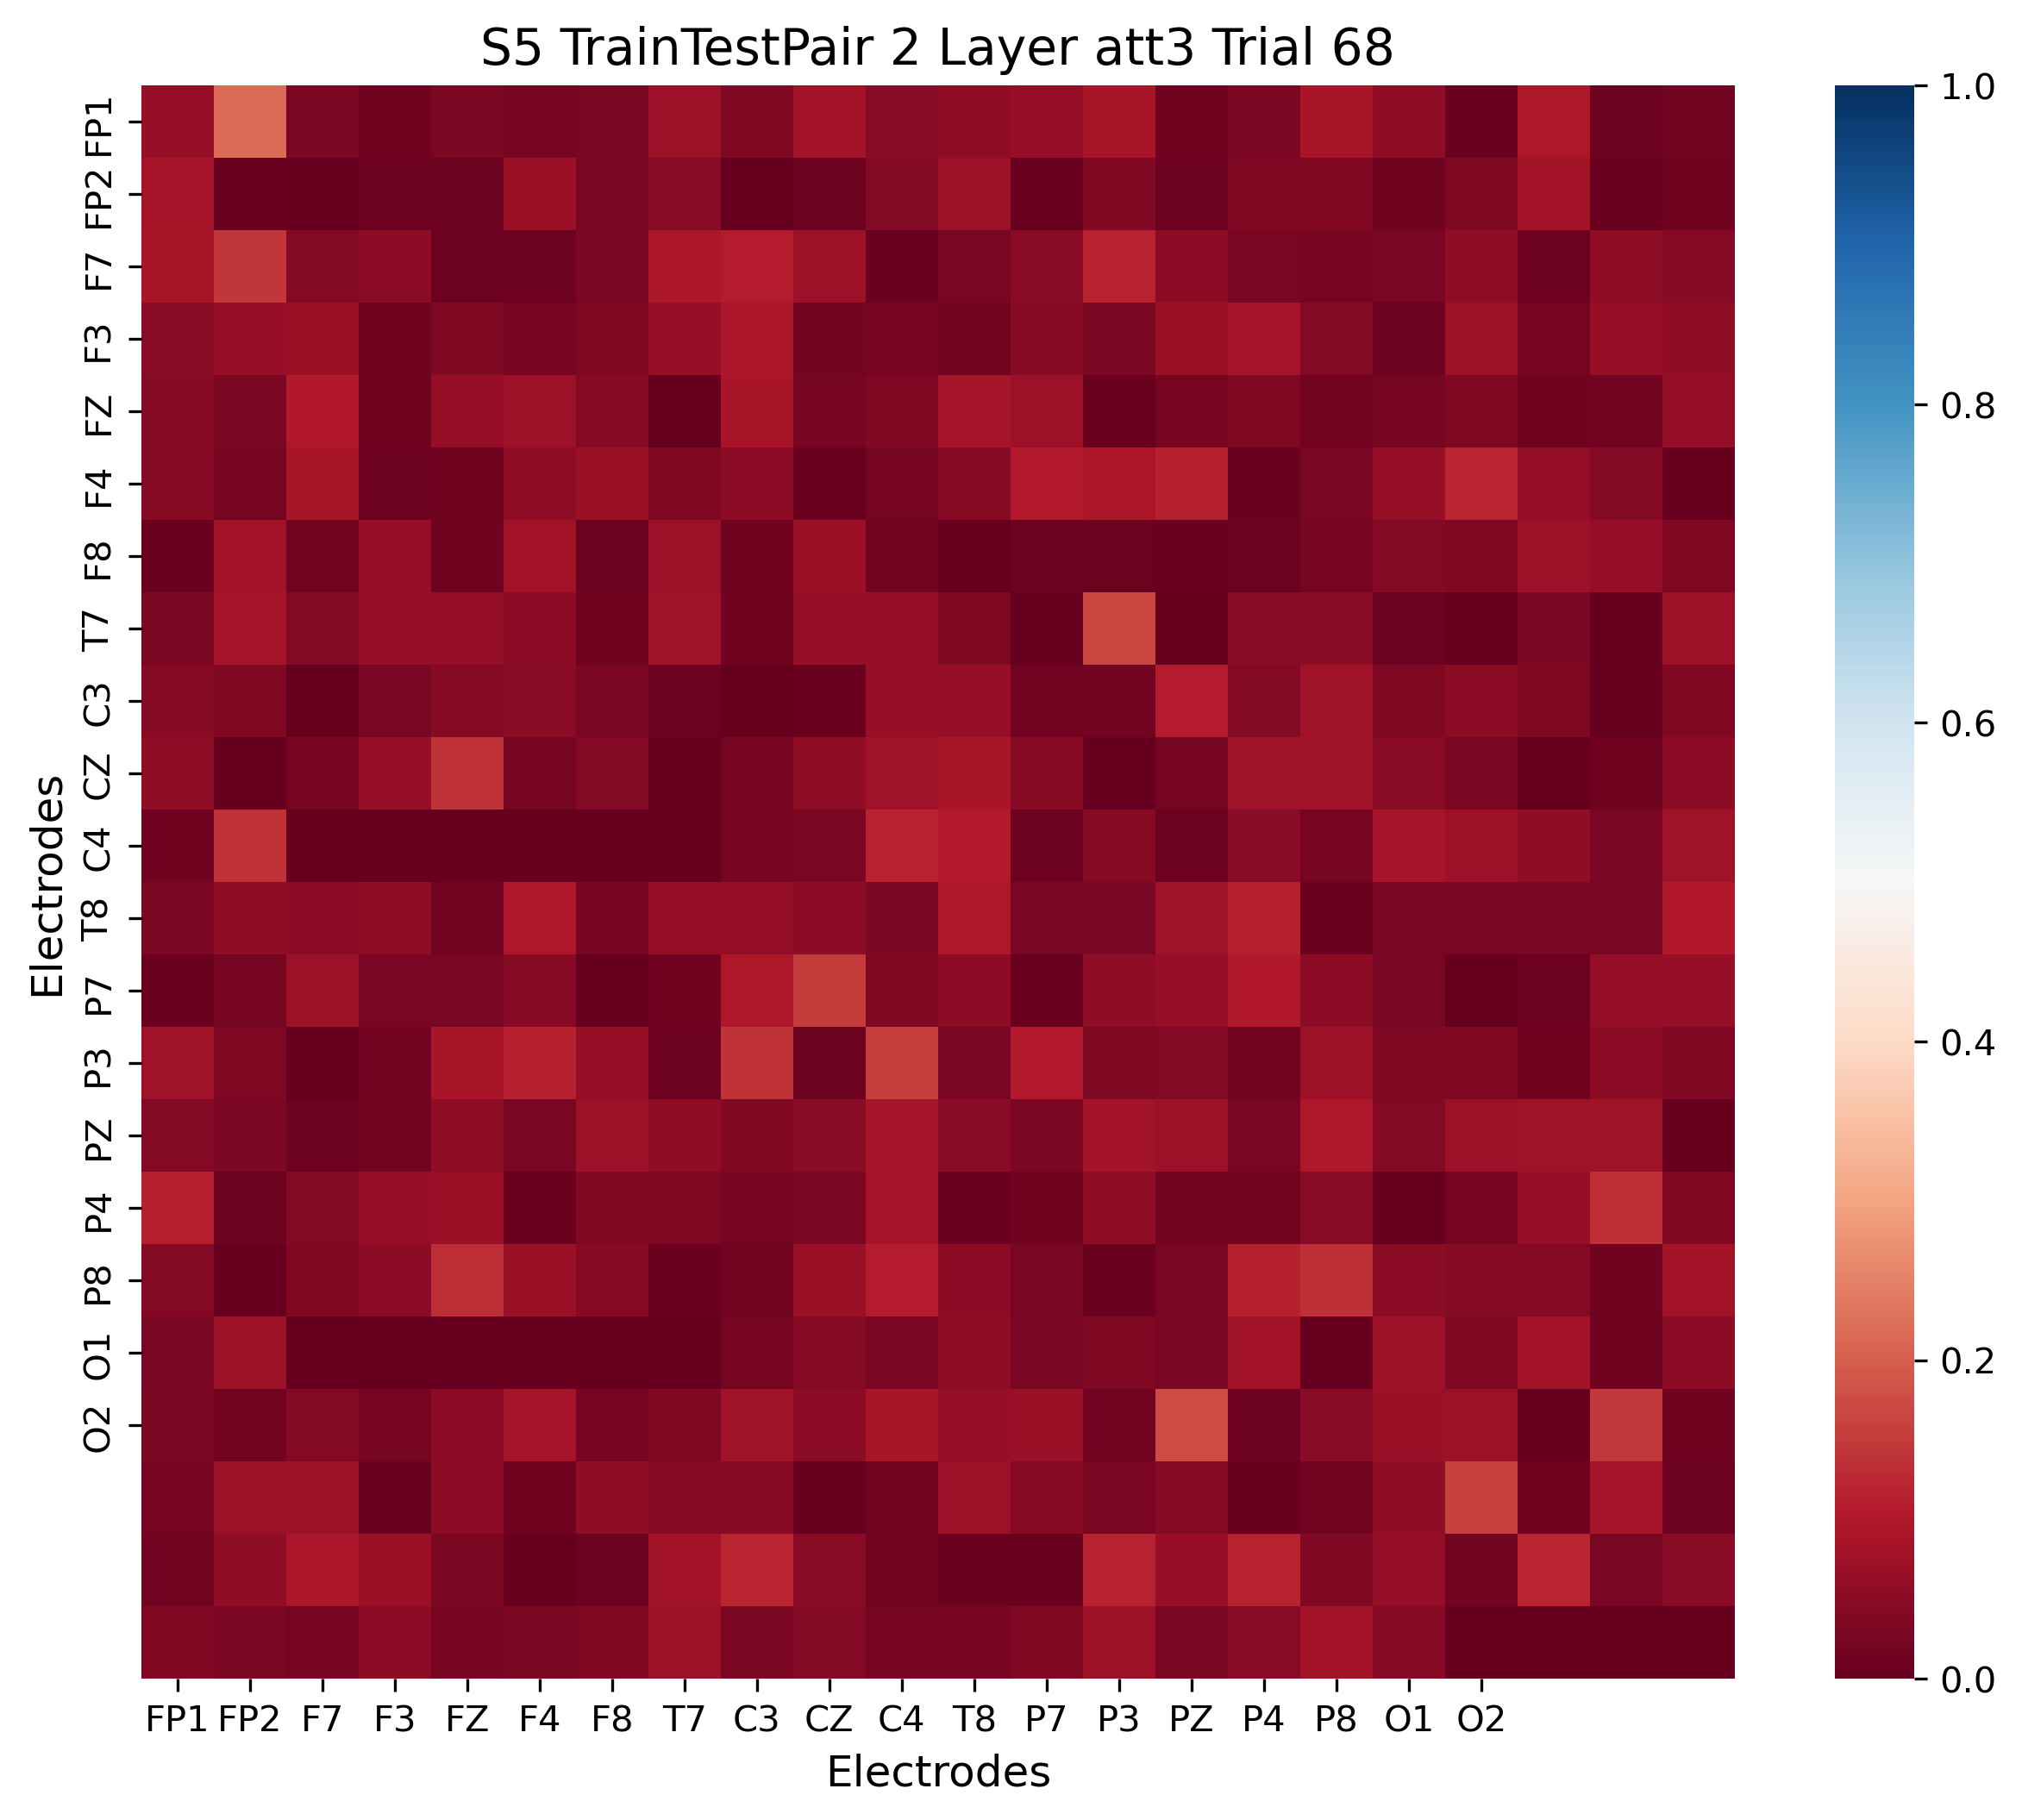 S5 TrainTestPair 2 Layer att3 Trial 68
Electrodes
FP1
FP2
F7
F3
FZ
F4
F8
T7
C3
CZ
C4
T8
P7
P3
PZ
P4
P8
O1
O2
FP1 FP2 F7 F3 FZ F4 F8 T7 C3 CZ C4 T8 P7 P3 PZ P4 P8 O1 O2
Electrodes
1.0
0.8
0.6
0.4
0.2
0.0